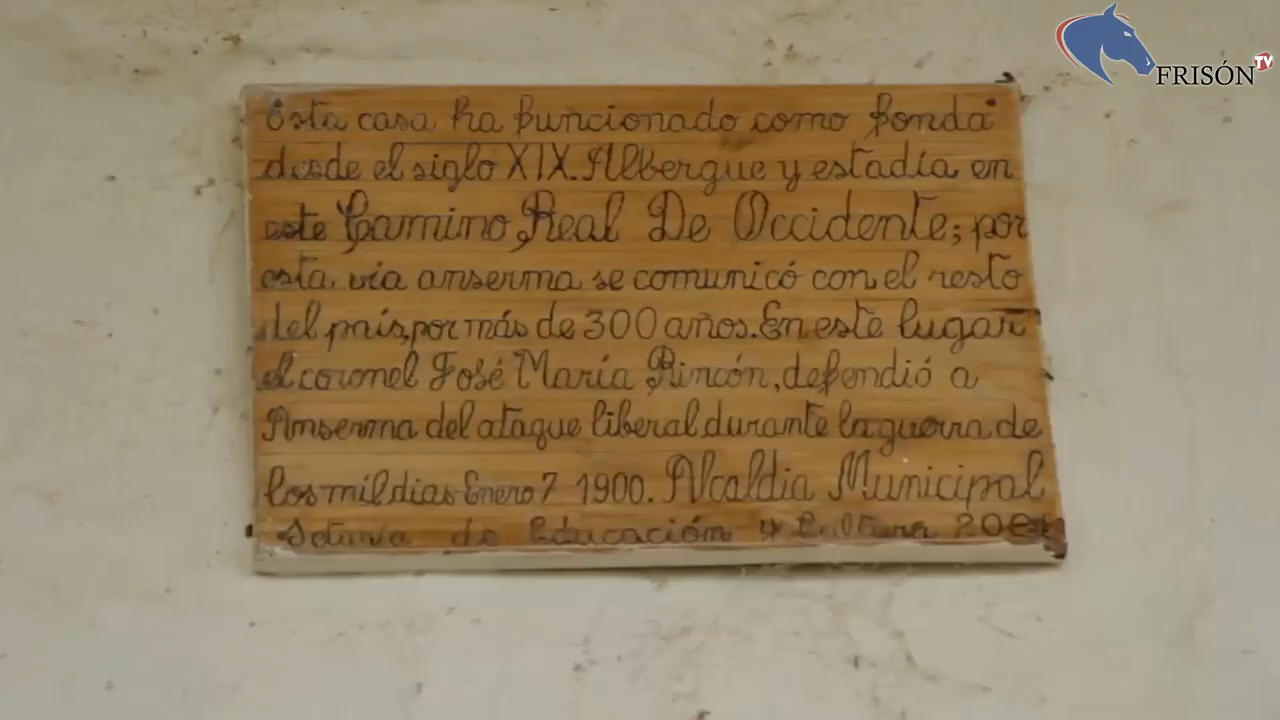 FRISÓN TV
Esta casa ha funcionado como fonda
desde el siglo XIX. Albergue y estadía en
este Camino Real De Occidente; por
esta vía anserma se comunicó con el resto
del país, por más de 300 años. En este lugar
el coronel José María Rincón, defendió a
Anserma del ataque liberal durante la guerra de
los mil dias-Enero 7 1900. Alcaldia Municipal
de Educación y Cultura